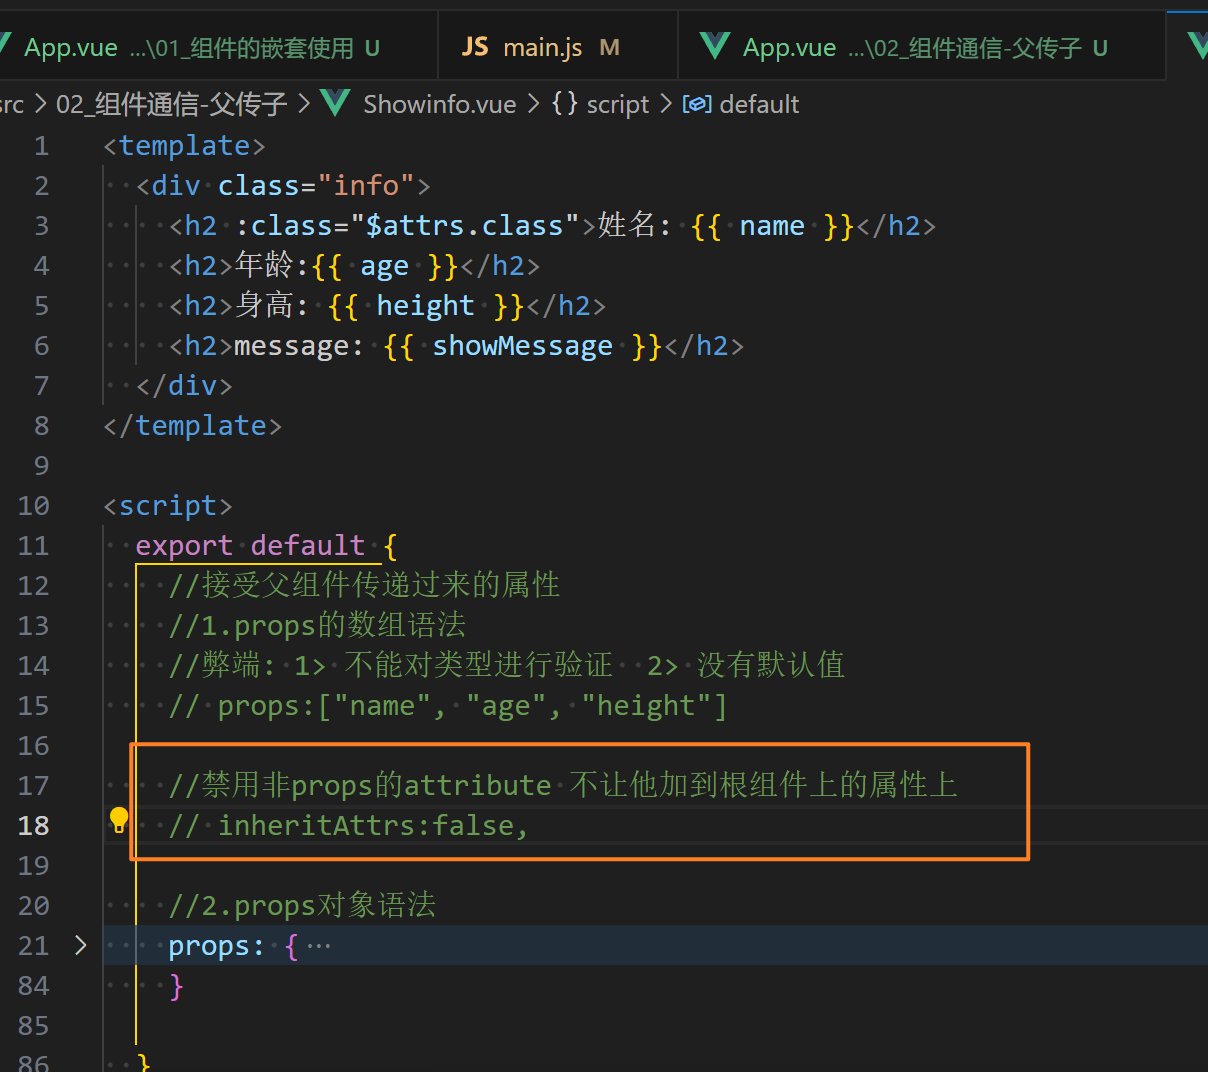 App.vue ...\01_组件的嵌套使用 U JS main.js M App.vue ...\02_组件通信-父传子 U
src > 02_组件通信-父传子 > Showinfo.vue > {} script > default
1 <template>
2 <div class="info">
3 <h2 :class="$attrs.class">姓名: {{ name }}</h2>
4 <h2>年龄:{{ age }}</h2>
5 <h2>身高: {{ height }}</h2>
6 <h2>message: {{ showMessage }}</h2>
7 </div>
8 </template>
9
10 <script>
11 export default {
12 //接受父组件传递过来的属性
13 //1.props的数组语法
14 //弊端: 1> 不能对类型进行验证 2> 没有默认值
15 // props:["name", "age", "height"]
16
17 //禁用非props的attribute 不让他加到根组件上的属性上
18 // inheritAttrs:false,
19
20 //2.props对象语法
21 props: { ...
84 }
85
86 }